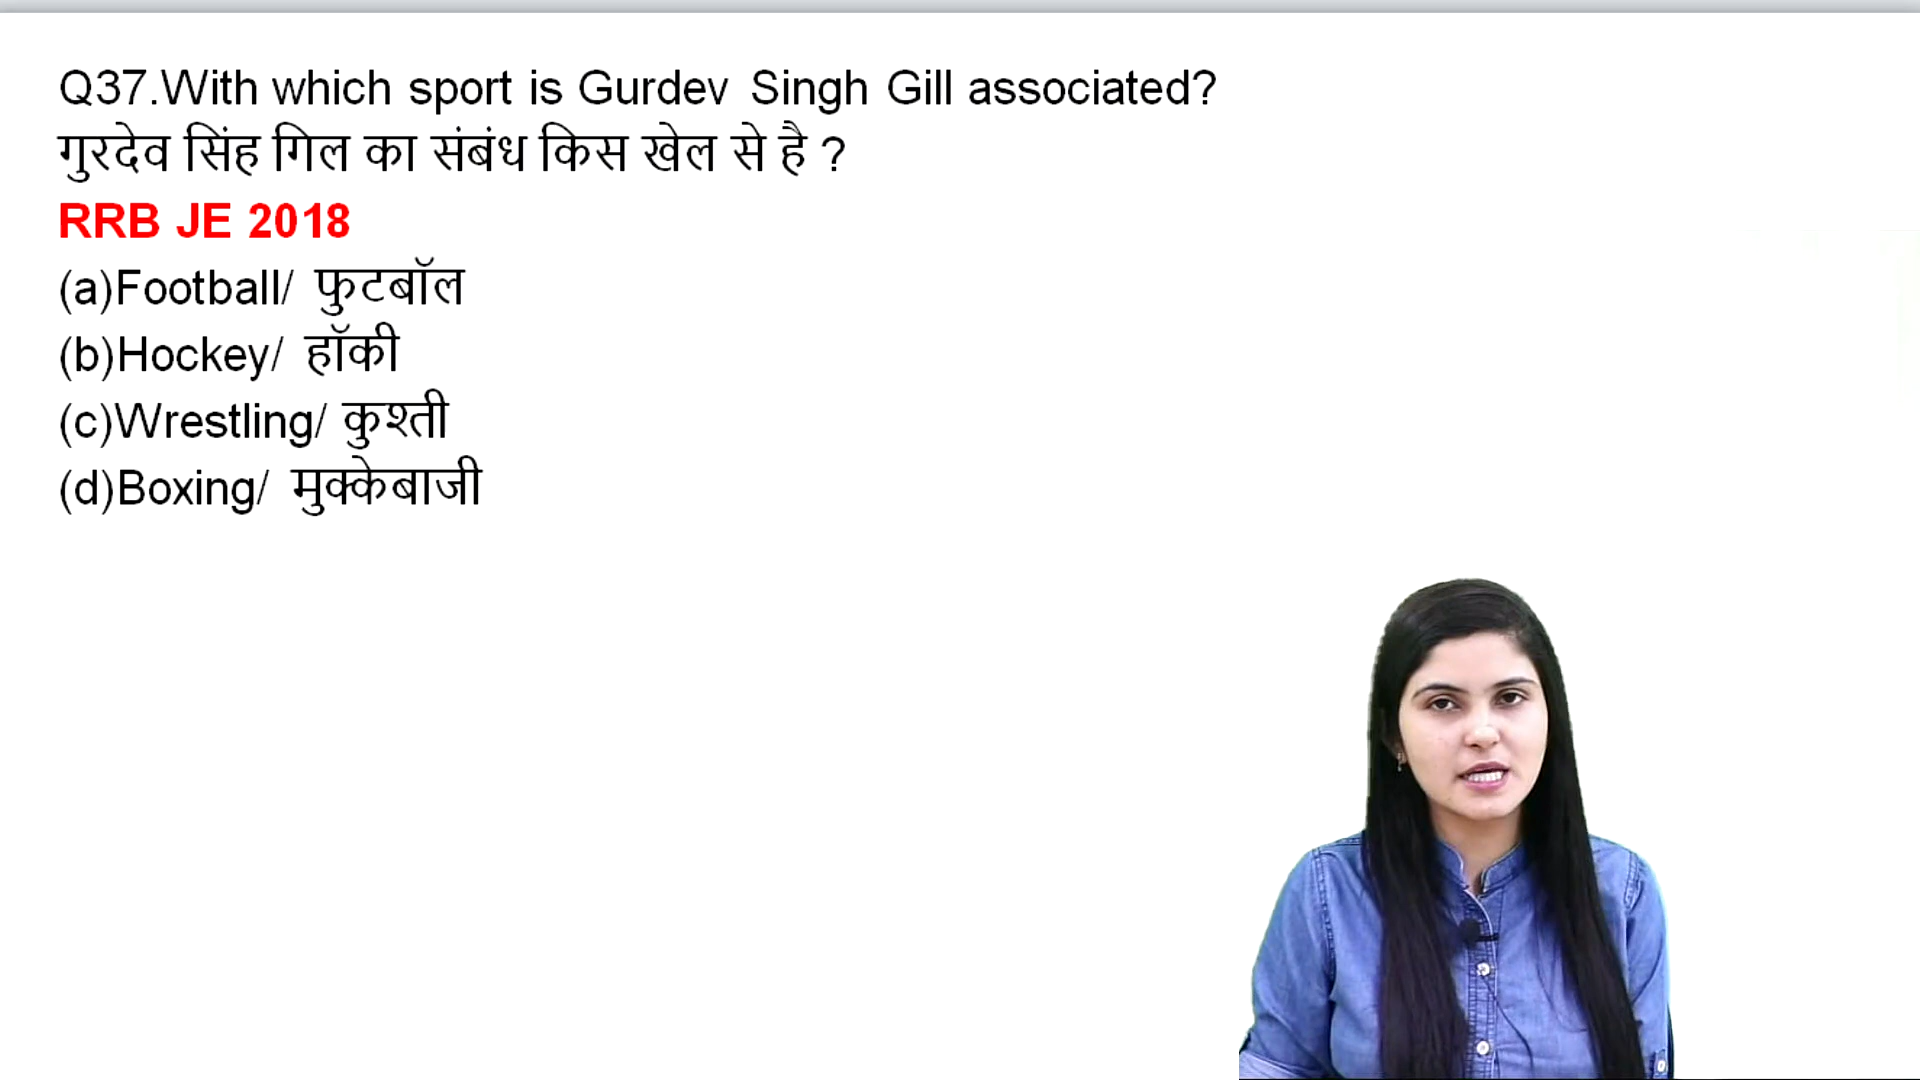 Q37.With which sport is Gurdev Singh Gill associated?
गुरदेव सिंह गिल का संबंध किस खेल से है ?
RRB JE 2018
(a)Football/ फुटबॉल
(b)Hockey/ हॉकी
(c)Wrestling/ कुश्ती
(d)Boxing/ मुक्केबाजी